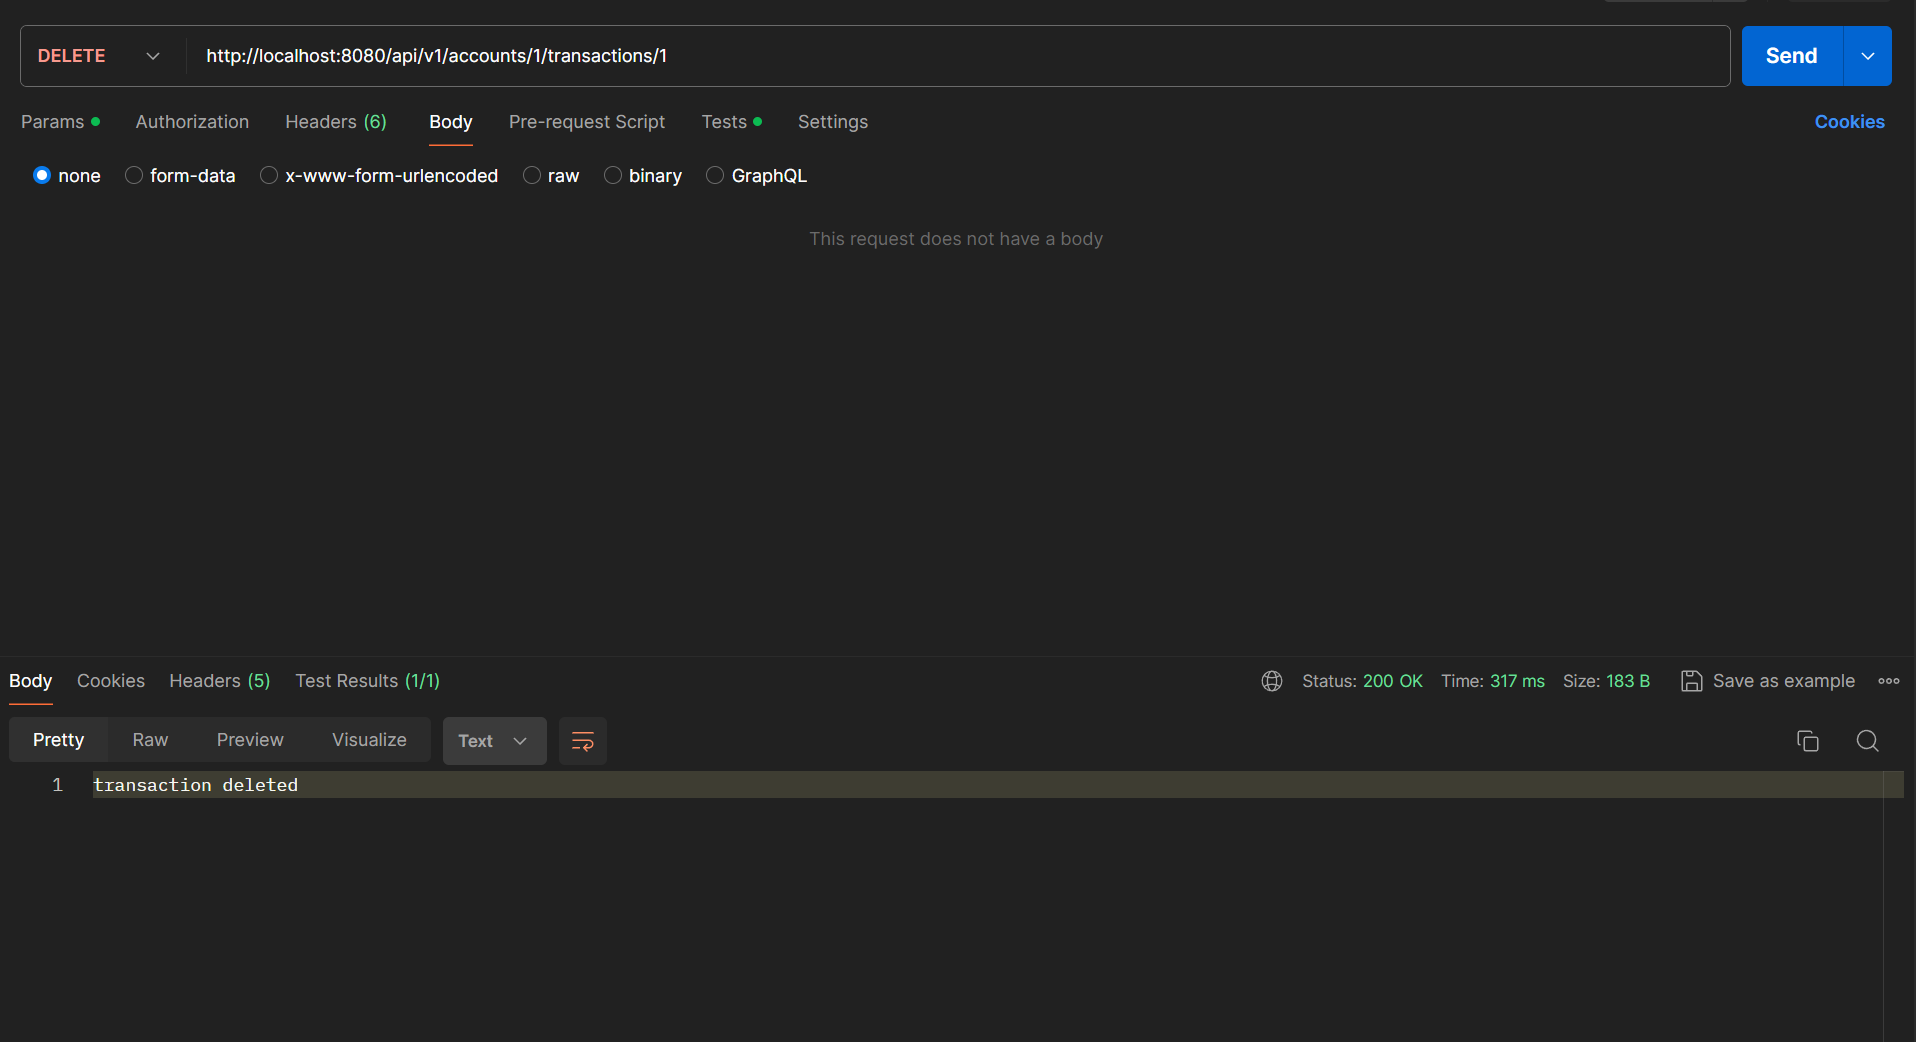 DELETE http://localhost:8080/api/v1/accounts/1/transactions/1 Send
Params Authorization Headers (6) Body Pre-request Script Tests Settings Cookies
none form-data x-www-form-urlencoded raw binary GraphQL
This request does not have a body
Body Cookies Headers (5) Test Results (1/1) Status: 200 OK Time: 317 ms Size: 183 B Save as example
Pretty Raw Preview Visualize Text
1 transaction deleted